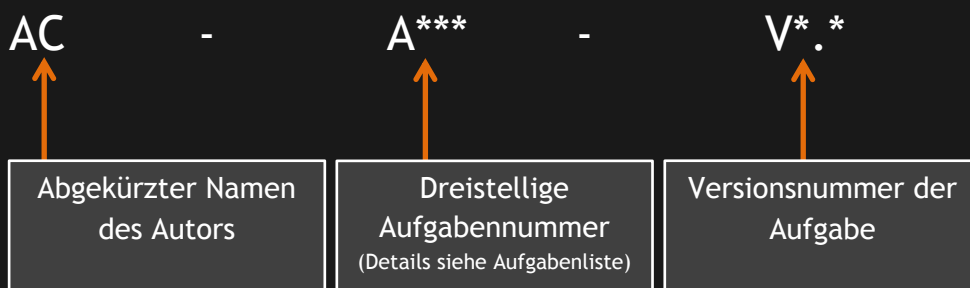 AC - A*** - V*.*
Abgekürzter Namen
des Autors
Dreistellige
Aufgabennummer
(Details siehe Aufgabenliste)
Versionsnummer der
Aufgabe